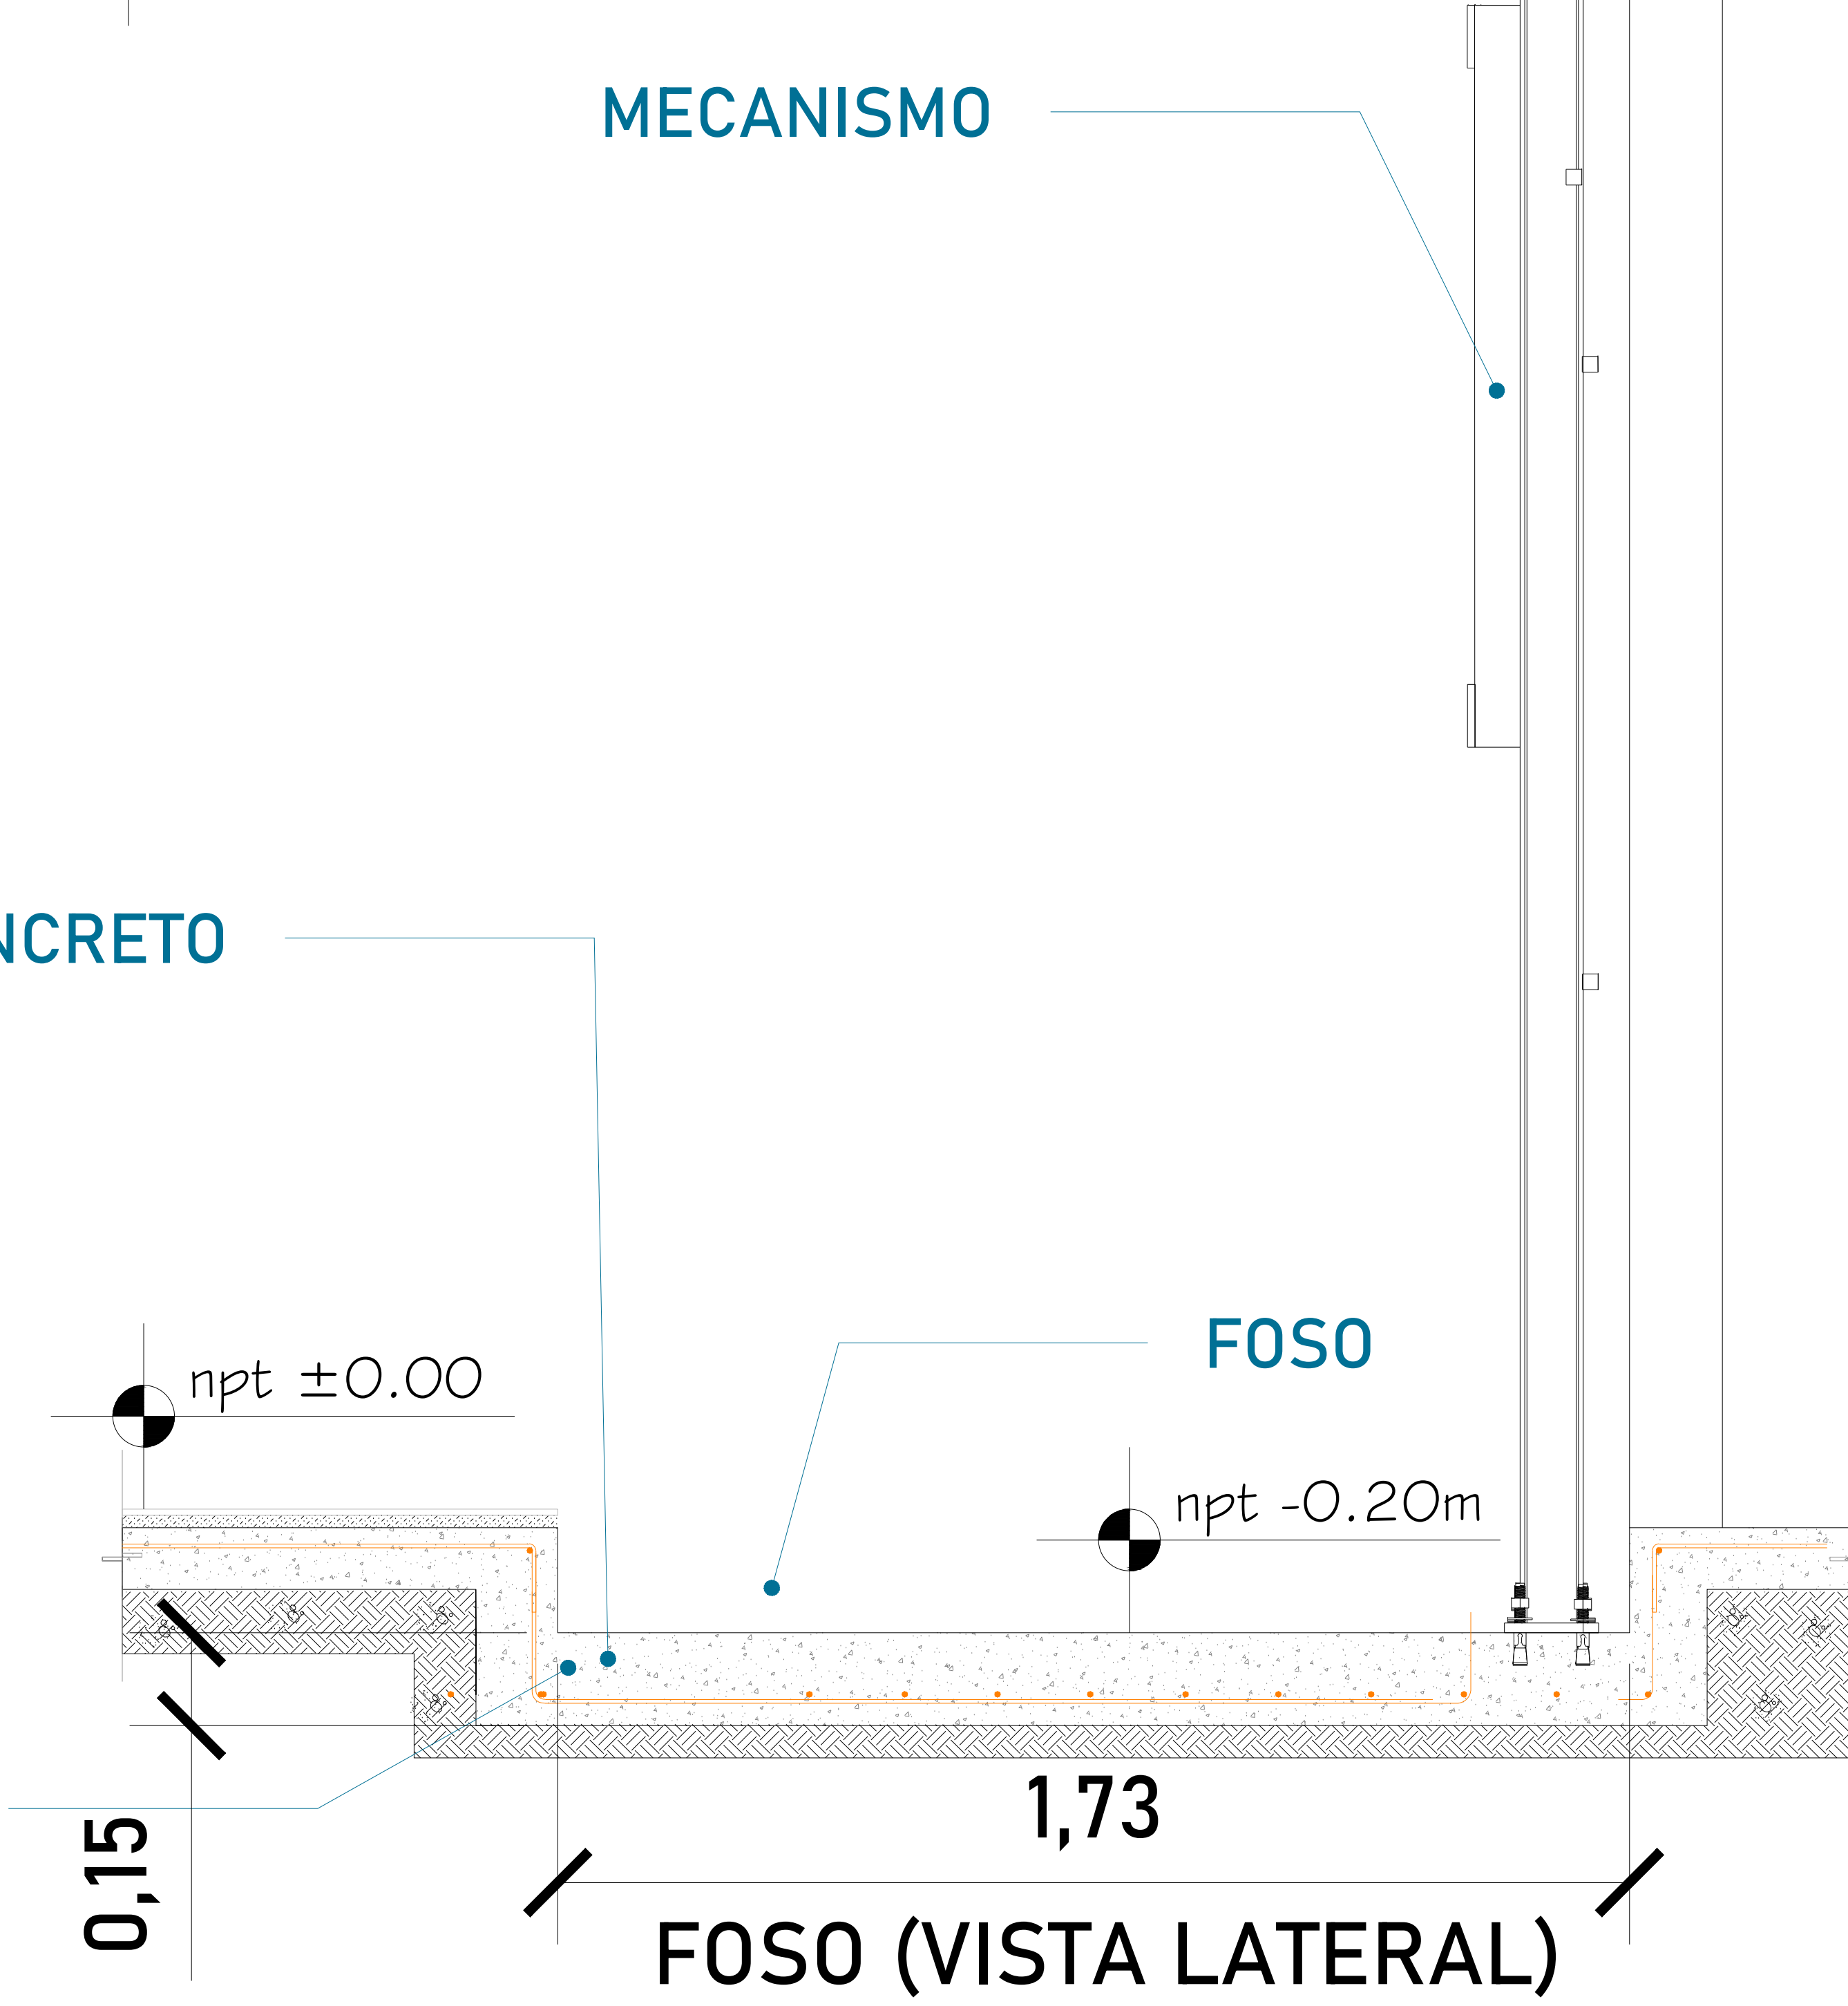 MECANISMO
NCRETO
FOSO
npt ±0.00
npt -0.20m
1,73
0,15
FOSO (VISTA LATERAL)